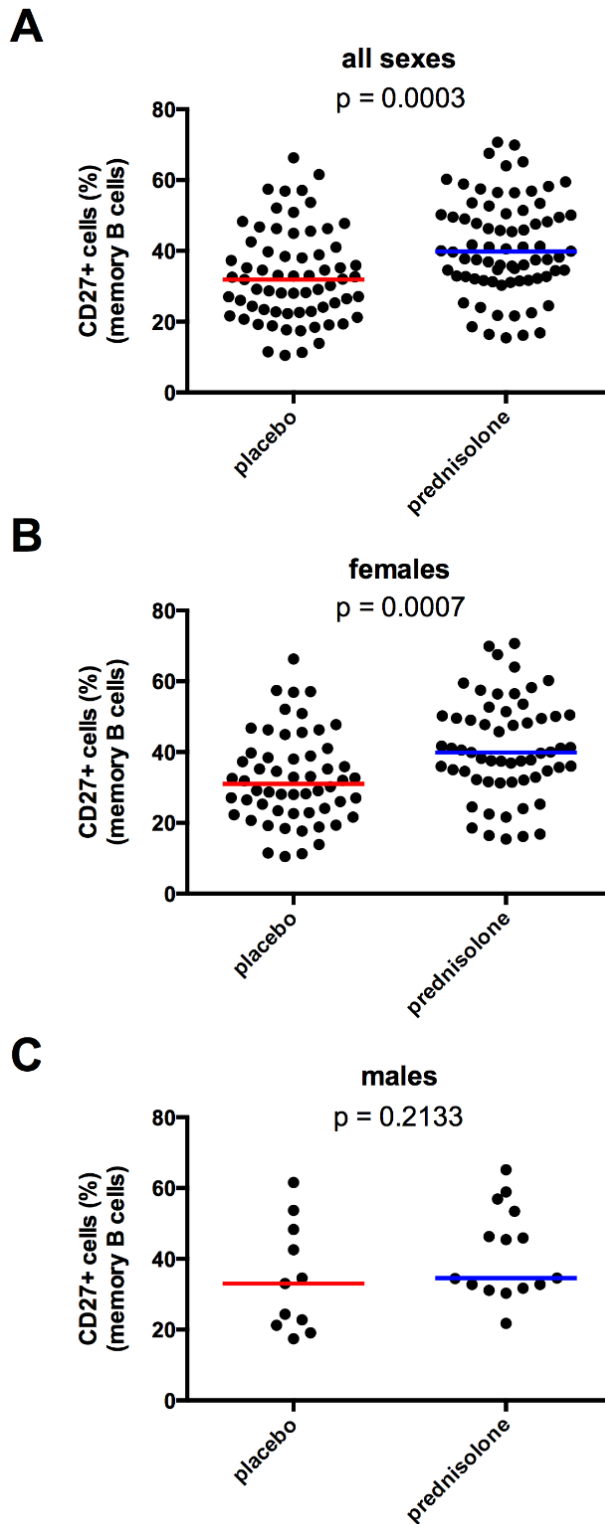 A
all sexes
p = 0.0003
CD27+ cells (%)
(memory B cells)
80
60
40
20
0
placebo
prednisolone
B
females
p = 0.0007
CD27+ cells (%)
(memory B cells)
80
60
40
20
0
placebo
prednisolone
C
males
p = 0.2133
CD27+ cells (%)
(memory B cells)
80
60
40
20
0
placebo
prednisolone